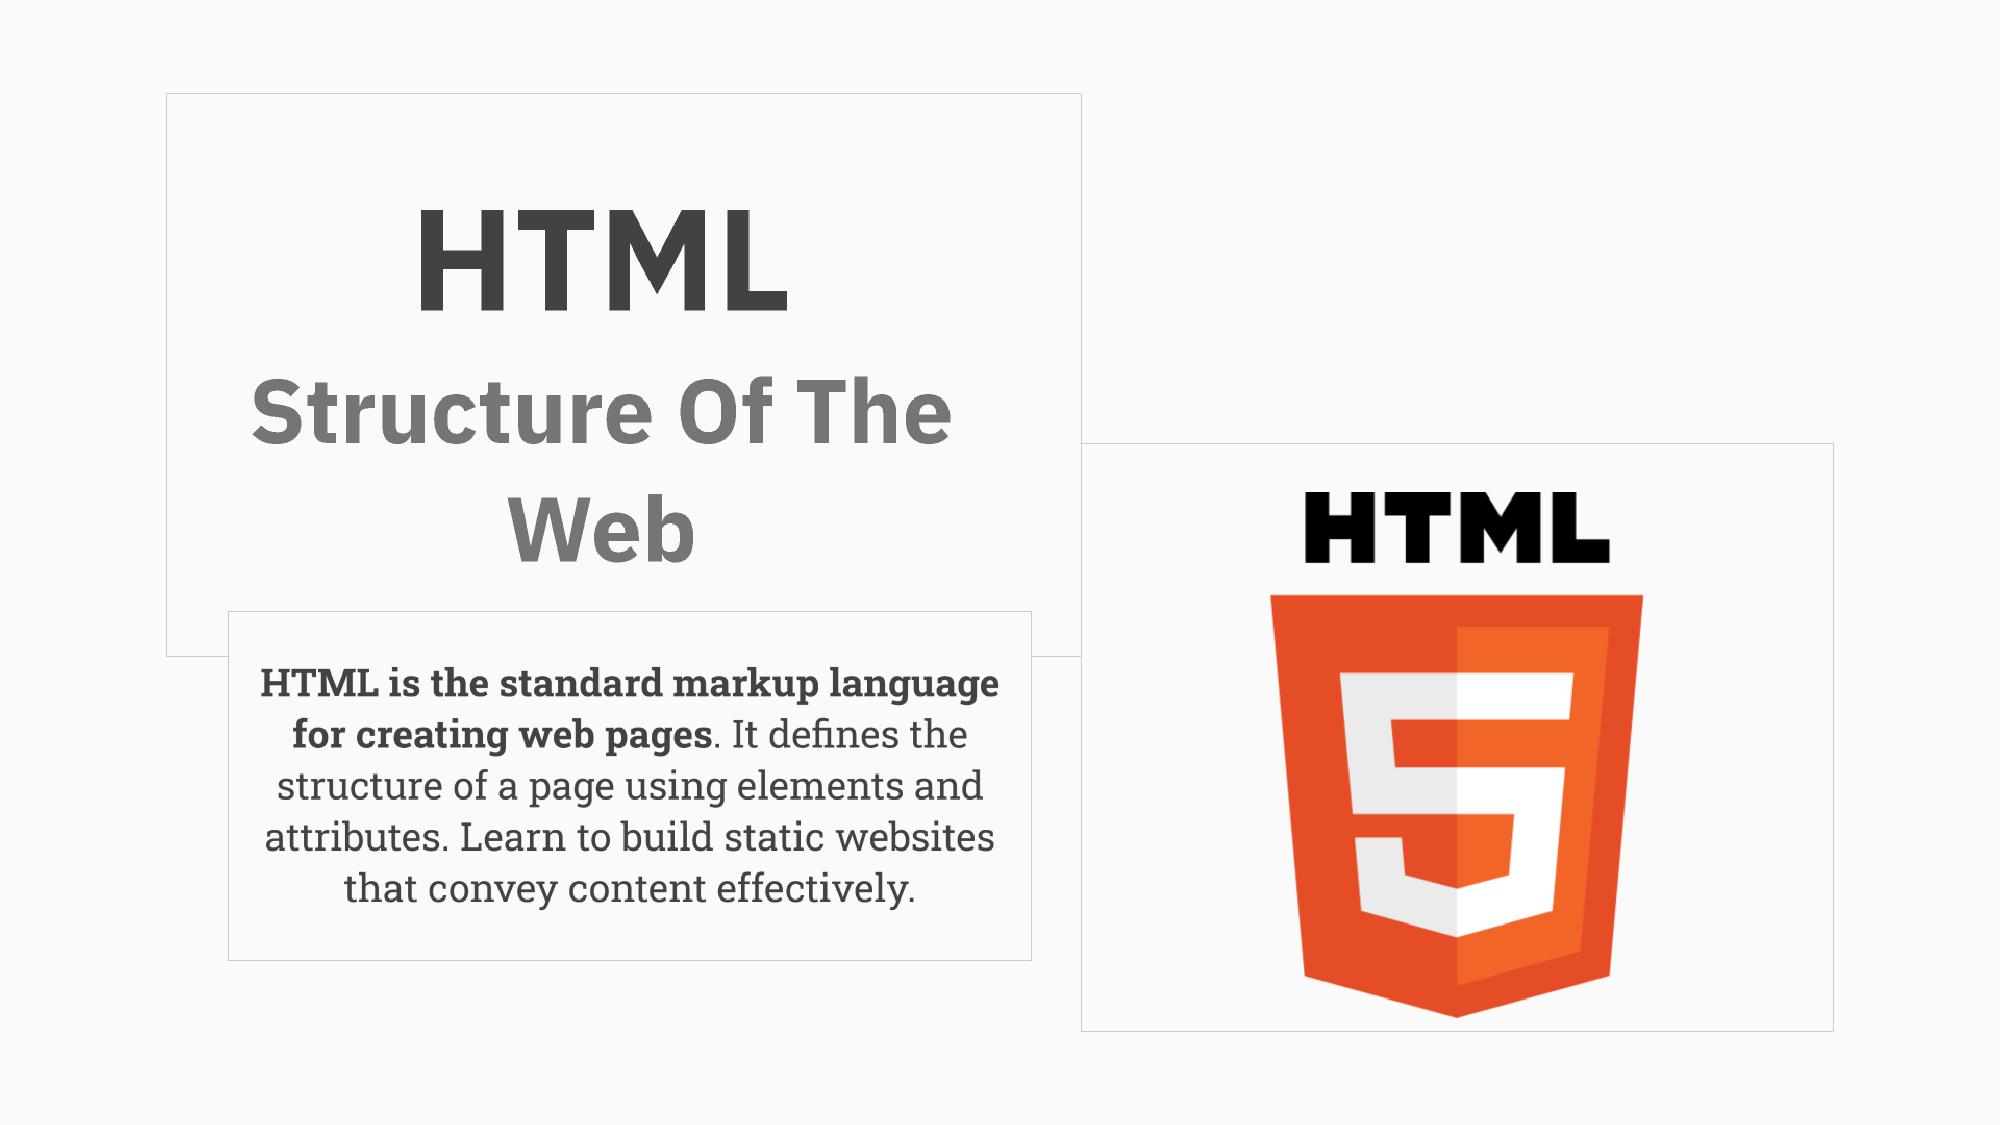 HTML
Structure Of The
Web
HTML is the standard markup language
for creating web pages. It defines the
structure of a page using elements and
attributes. Learn to build static websites
that convey content effectively.
HTML
5